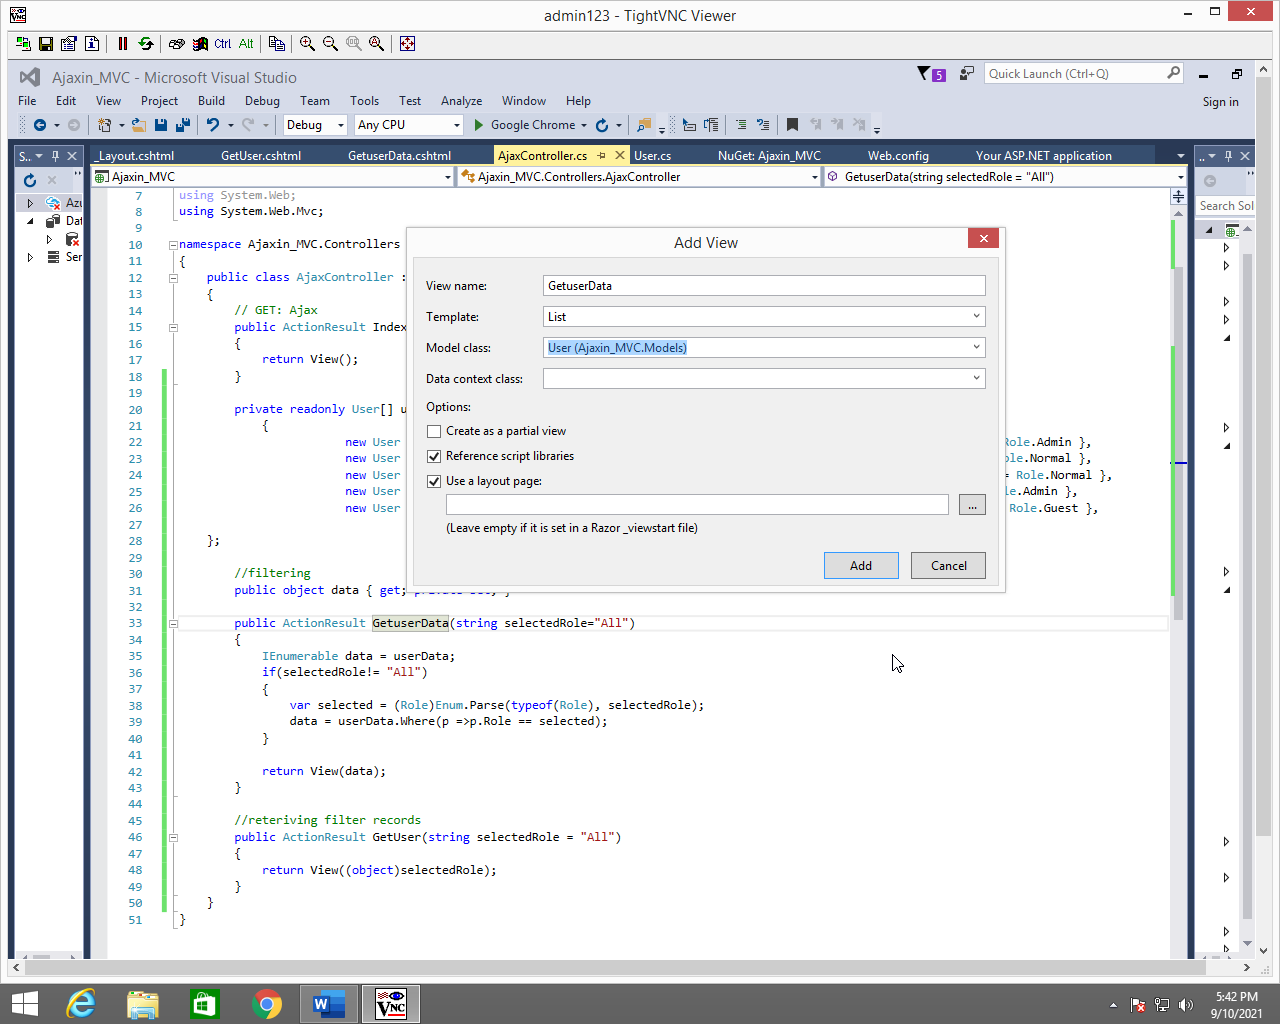 admin123 - TightVNC Viewer
Ctrl Alt
Ajaxin_MVC - Microsoft Visual Studio
5
Quick Launch (Ctrl+Q)
File Edit View Project Build Debug Team Tools Test Analyze Window Help
Sign in
Debug Any CPU Google Chrome
S..
_Layout.cshtml GetUser.cshtml GetuserData.cshtml AjaxController.cs User.cs NuGet: Ajaxin_MVC Web.config Your ASP.NET application
Ajaxin_MVC Ajaxin_MVC.Controllers.AjaxController GetuserData(string selectedRole = "All")
Search Sol
Azu
Dat
Ser
7 using System.Web;
8 using System.Web.Mvc;
9
10 namespace Ajaxin_MVC.Controllers
11 {
12 public class AjaxController :
13 {
14 // GET: Ajax
15 public ActionResult Index
16 {
17 return View();
18 }
19
20 private readonly User[] u
21 {
22 new User Role.Admin },
23 new User ole.Normal },
24 new User = Role.Normal },
25 new User le.Admin },
26 new User Role.Guest },
27
28 };
29
30 //filtering
31 public object data { get; private set; }
32
33 public ActionResult GetuserData(string selectedRole="All")
34 {
35 IEnumerable data = userData;
36 if(selectedRole!= "All")
37 {
38 var selected = (Role)Enum.Parse(typeof(Role), selectedRole);
39 data = userData.Where(p =>p.Role == selected);
40 }
41
42 return View(data);
43 }
44
45 //reteriving filter records
46 public ActionResult GetUser(string selectedRole = "All")
47 {
48 return View((object)selectedRole);
49 }
50 }
51 }
Add View
View name: GetuserData
Template: List
Model class: User (Ajaxin_MVC.Models)
Data context class:
Options:
Create as a partial view
Reference script libraries
Use a layout page:
...
(Leave empty if it is set in a Razor _viewstart file)
Add Cancel
5:42 PM
9/10/2021